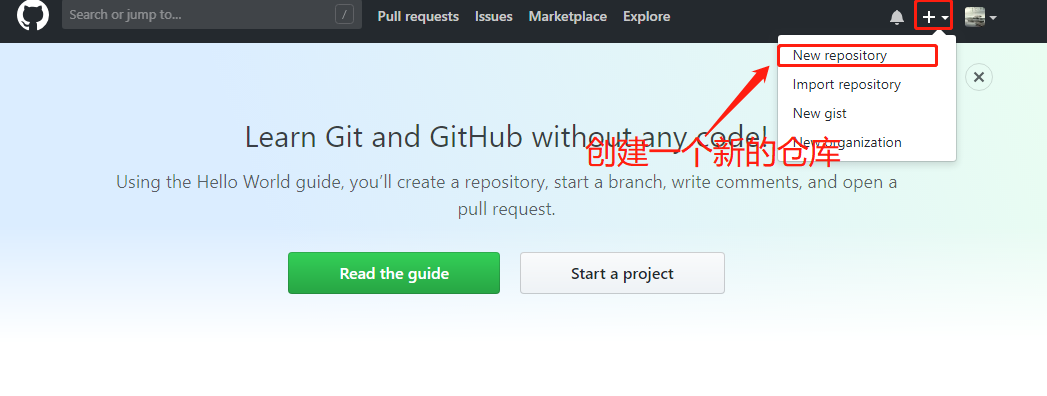 Search or jump to...
/
Pull requests
Issues
Marketplace
Explore
New repository
Import repository
New gist
New organization
Learn Git and GitHub without any code!
创建一个新的仓库
Using the Hello World guide, you’ll create a repository, start a branch, write comments, and open a
pull request.
Read the guide
Start a project